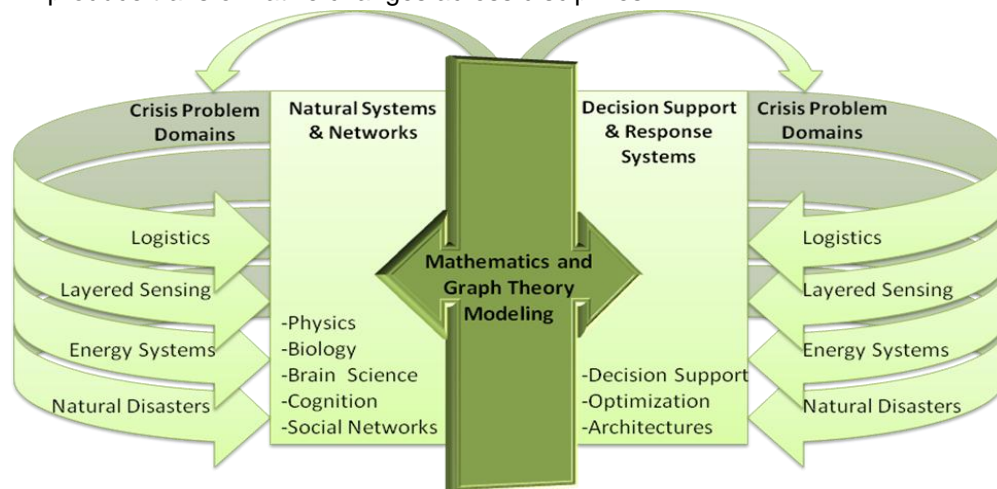 Crisis Problem
Domains
Logistics
Layered Sensing
Energy Systems
Natural Disasters
Natural Systems
& Networks
-Physics
-Biology
-Brain Science
-Cognition
-Social Networks
Mathematics and
Graph Theory
Modeling
Decision Support
& Response
Systems
-Decision Support
-Optimization
-Architectures
Crisis Problem
Domains
Logistics
Layered Sensing
Energy Systems
Natural Disasters